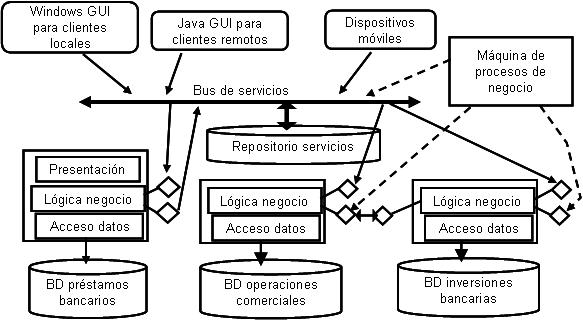 Windows GUI
para clientes
locales
Java GUI para
clientes remotos
Dispositivos
móviles
Máquina de
procesos de
negocio
Bus de servicios
Repositorio servicios
Presentación
Lógica negocio
Acceso datos
Lógica negocio
Acceso datos
Lógica negocio
Acceso datos
BD préstamos
bancarios
BD operaciones
comerciales
BD inversiones
bancarias